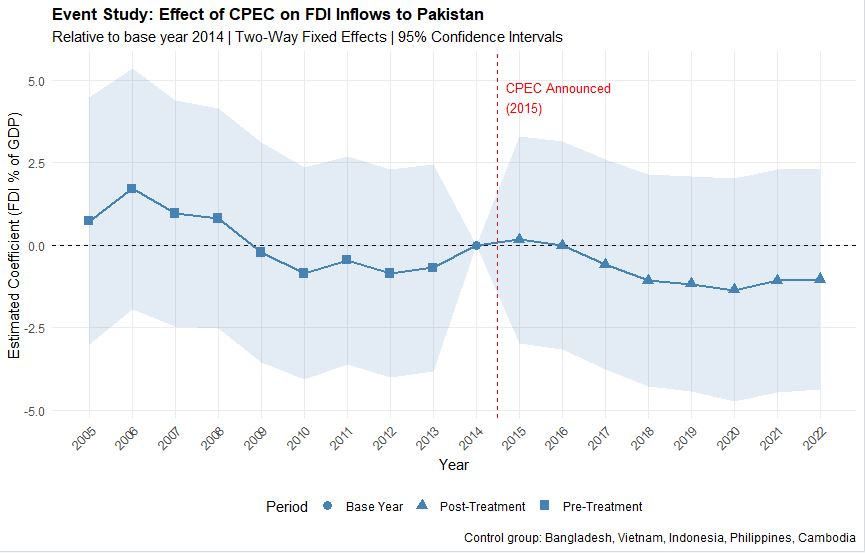 Event Study: Effect of CPEC on FDI Inflows to Pakistan
Relative to base year 2014 | Two-Way Fixed Effects | 95% Confidence Intervals
CPEC Announced
(2015)
Estimated Coefficient (FDI % of GDP)
5.0
2.5
0.0
-2.5
-5.0
2005 2006 2007 2008 2009 2010 2011 2012 2013 2014 2015 2016 2017 2018 2019 2020 2021 2022
Year
Period Base Year Post-Treatment Pre-Treatment
Control group: Bangladesh, Vietnam, Indonesia, Philippines, Cambodia